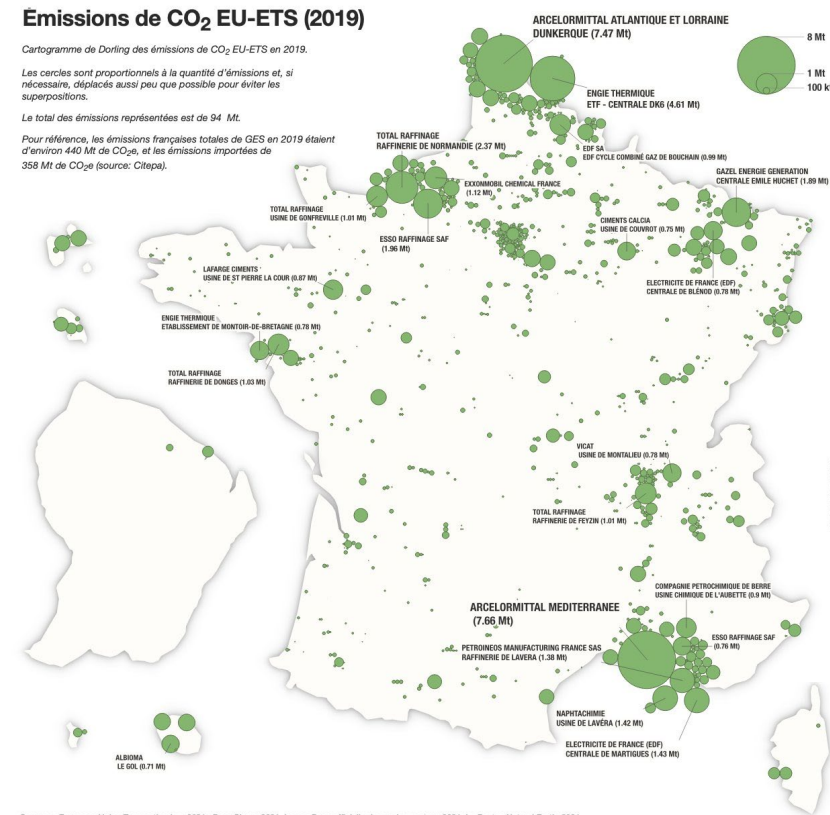 Émissions de CO2 EU-ETS (2019)
Cartogramme de Dorling des émissions de CO2 EU-ETS en 2019.
Les cercles sont proportionnels à la quantité d'émissions et, si
nécessaire, déplacés aussi peu que possible pour éviter les
superpositions.
Le total des émissions représentées est de 94 Mt.
Pour référence, les émissions françaises totales de GES en 2019 étaient
d'environ 440 Mt de CO2e, et les émissions importées de
358 Mt de CO2e (source: Citepa).
ARCELORMITTAL ATLANTIQUE ET LORRAINE
DUNKERQUE (7.47 Mt)
8 Mt
1 Mt
100 k
ENGIE THERMIQUE
ETF - CENTRALE DK6 (4.61 Mt)
TOTAL RAFFINAGE
RAFFINERIE DE NORMANDIE (2.37 Mt)
EDF SA
EDF CYCLE COMBINÉ GAZ DE BOUCHAIN (0.99 Mt)
GAZEL ENERGIE GENERATION
CENTRALE EMILE HUCHET (1.89 Mt)
EXXONMOBIL CHEMICAL FRANCE
(1.12 Mt)
TOTAL RAFFINAGE
USINE DE GONFREVILLE (1.01 Mt)
CIMENTS CALCIA
USINE DE COUVROT (0.75 Mt)
ESSO RAFFINAGE SAF
(1.96 Mt)
LAFARGE CIMENTS
USINE DE ST PIERRE LA COUR (0.87 Mt)
ELECTRICITE DE FRANCE (EDF)
CENTRALE DE BLÉNOD (0.78 Mt)
ENGIE THERMIQUE
ETABLISSEMENT DE MONTOIR-DE-BRETAGNE (0.78 Mt)
TOTAL RAFFINAGE
RAFFINERIE DE DONGES (1.03 Mt)
VICAT
USINE DE MONTALIEU (0.78 Mt)
TOTAL RAFFINAGE
RAFFINERIE DE FEYZIN (1.01 Mt)
COMPAGNIE PETROCHIMIQUE DE BERRE
USINE CHIMIQUE DE L'AUBETTE (0.9 Mt)
ARCELORMITTAL MEDITERRANEE
(7.66 Mt)
ESSO RAFFINAGE SAF
(0.76 Mt)
PETROINEOS MANUFACTURING FRANCE SAS
RAFFINERIE DE LAVERA (1.38 Mt)
NAPHTACHIMIE
USINE DE LAVÉRA (1.42 Mt)
ELECTRICITE DE FRANCE (EDF)
CENTRALE DE MARTIGUES (1.43 Mt)
ALBIOMA
LE GOL (0.71 Mt)